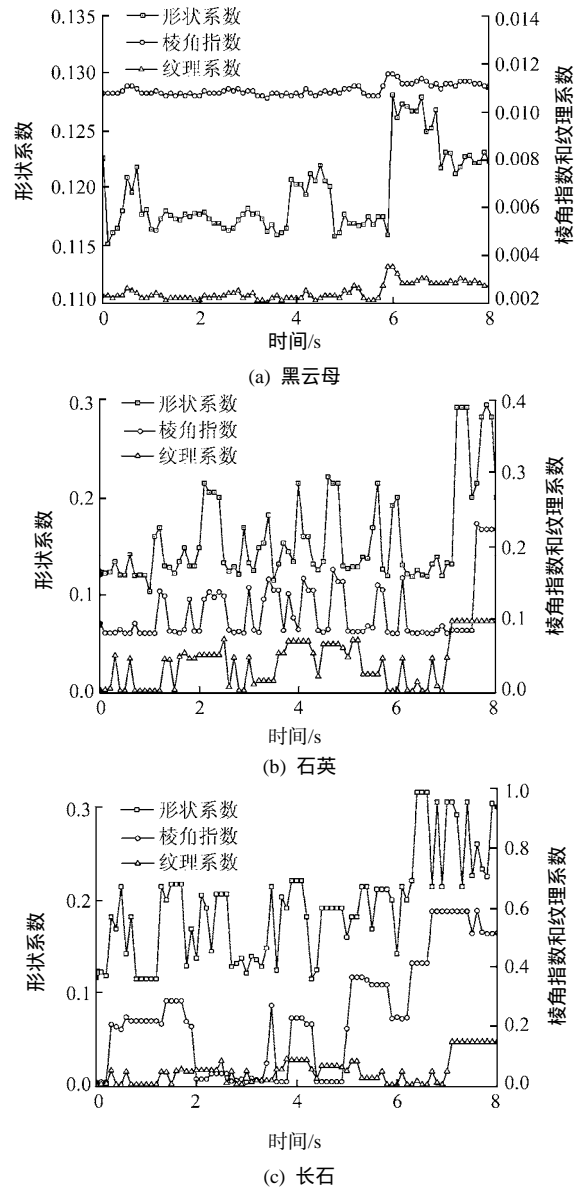 形状系数
棱角指数
纹理系数
0.135
0.130
0.125
0.120
0.115
0.110
形状系数
0.014
0.012
0.010
0.008
0.006
0.004
0.002
棱角指数和纹理系数
0 2 4 6 8
时间/s
(a) 黑云母
形状系数
棱角指数
纹理系数
0.3
0.2
0.1
0.0
形状系数
0.4
0.3
0.2
0.1
0.0
棱角指数和纹理系数
0 2 4 6 8
时间/s
(b) 石英
形状系数
棱角指数
纹理系数
0.3
0.2
0.1
0.0
形状系数
1.0
0.8
0.6
0.4
0.2
0.0
棱角指数和纹理系数
0 2 4 6 8
时间/s
(c) 长石